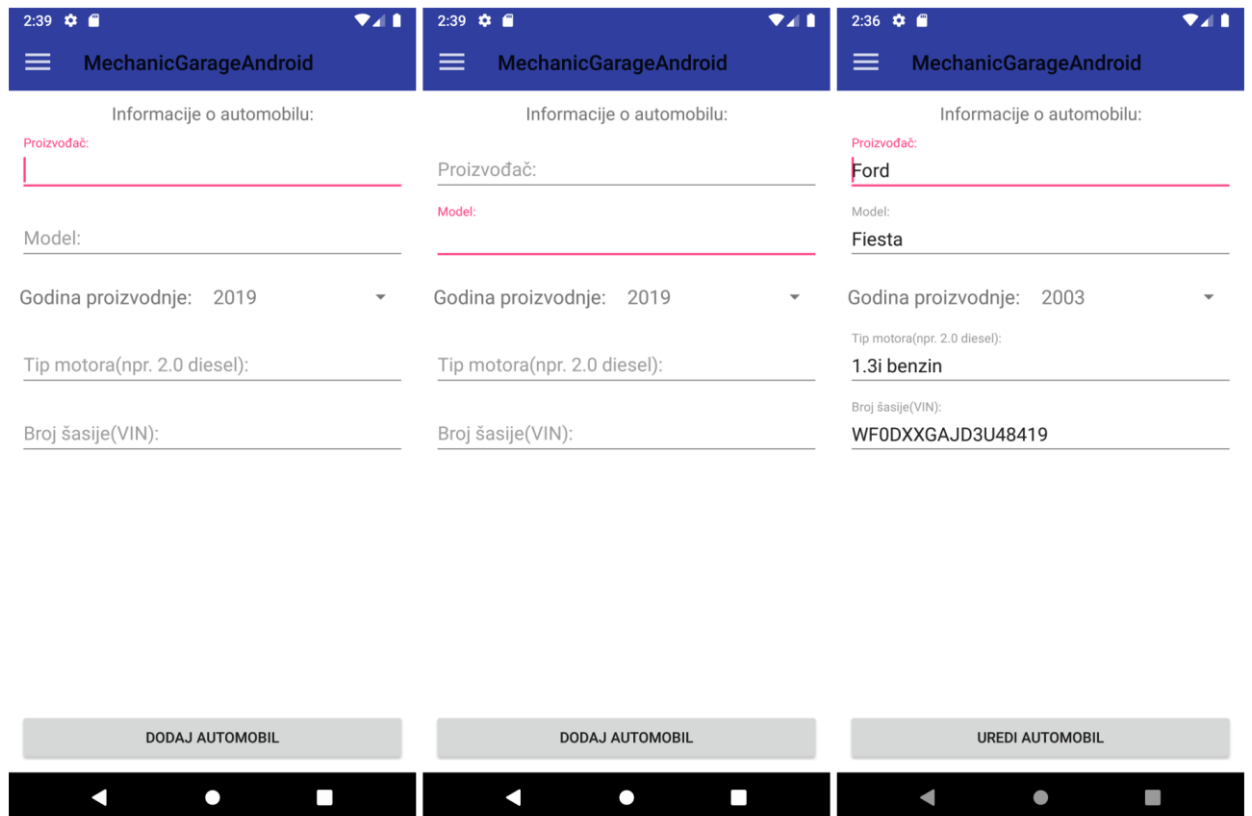 2:39
MechanicGarageAndroid
Informacije o automobilu:
Proizvođač:
Model:
Godina proizvodnje: 2019
Tip motora(npr. 2.0 diesel):
Broj šasije(VIN):
DODAJ AUTOMOBIL
2:39
MechanicGarageAndroid
Informacije o automobilu:
Proizvođač:
Model:
Godina proizvodnje: 2019
Tip motora(npr. 2.0 diesel):
Broj šasije(VIN):
DODAJ AUTOMOBIL
2:36
MechanicGarageAndroid
Informacije o automobilu:
Proizvođač:
Ford
Model:
Fiesta
Godina proizvodnje: 2003
Tip motora(npr. 2.0 diesel):
1.3i benzin
Broj šasije(VIN):
WF0DXXGAJD3U48419
UREDI AUTOMOBIL